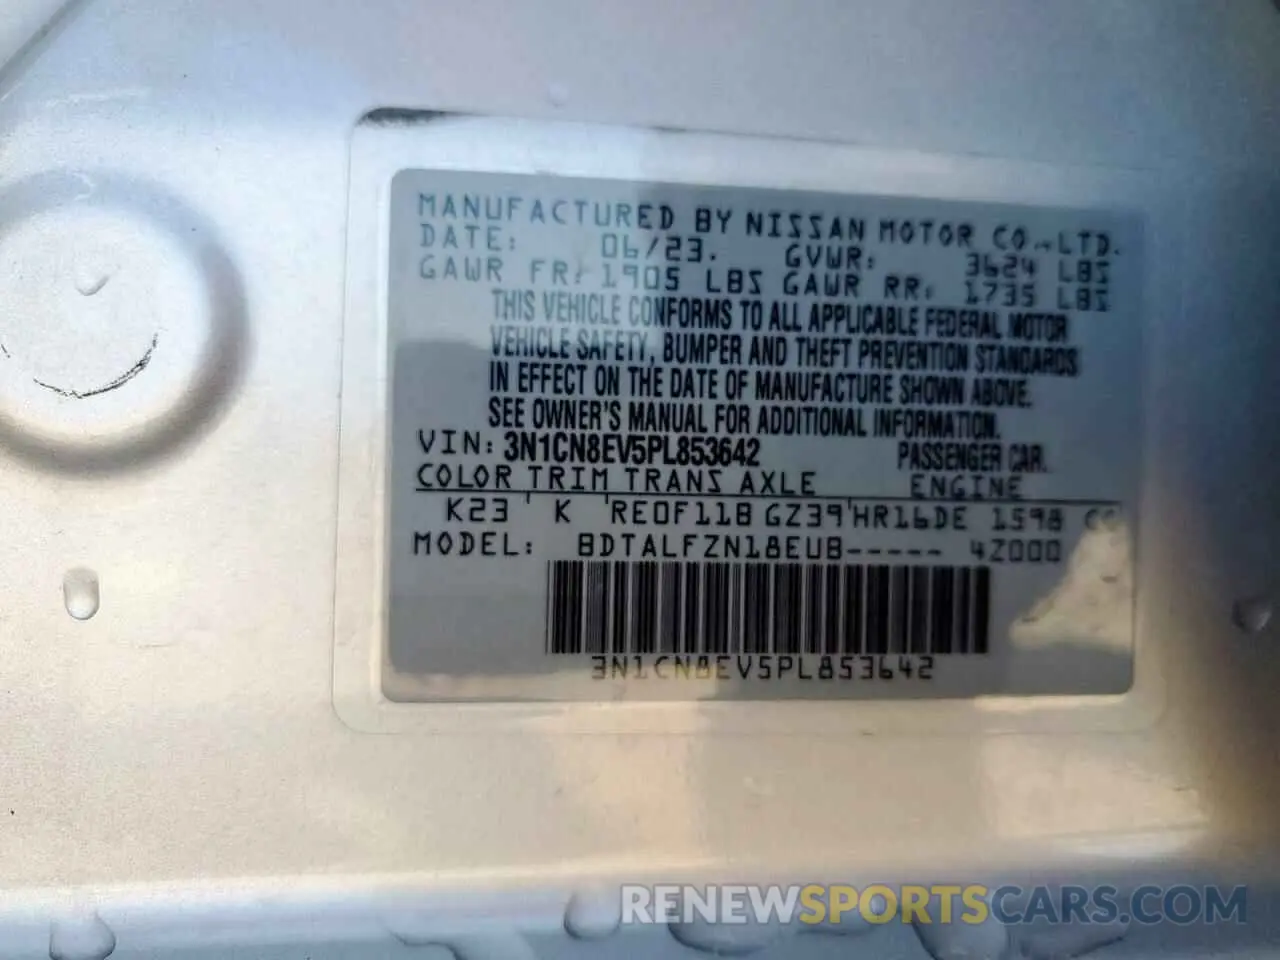 MANUFACTURED BY NISSAN MOTOR CO., LTD.
DATE: 06/23. GVWR: 3624 LBS
GAWR FR: 1905 LBS GAWR RR: 1735 LBS
THIS VEHICLE CONFORMS TO ALL APPLICABLE FEDERAL MOTOR
VEHICLE SAFETY, BUMPER AND THEFT PREVENTION STANDARDS
IN EFFECT ON THE DATE OF MANUFACTURE SHOWN ABOVE.
SEE OWNER'S MANUAL FOR ADDITIONAL INFORMATION.
VIN: 3N1CN8EV5PL853642 PASSENGER CAR.
COLOR TRIM TRANS AXLE ENGINE
K23 ' K 'RE0F11B GZ39'HR16DE 1598 CC
MODEL: BDTALFZN18EUB----- 4Z000
3N1CN8EV5PL853642
RENEWSPORTSCARS.COM